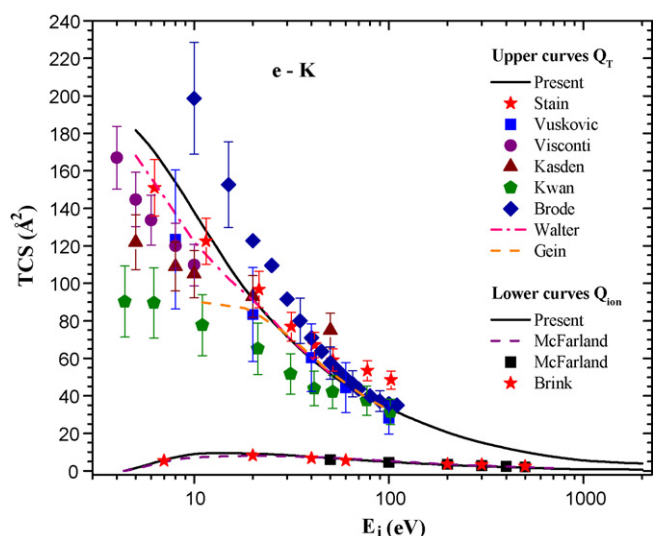 240
220
200
180
160
140
120
100
80
60
40
20
0
TCS (Å²)
e - K
Upper curves Q_T
Present
Stain
Vuskovic
Visconti
Kasden
Kwan
Brode
Walter
Gein
Lower curves Q_ion
Present
McFarland
McFarland
Brink
10
100
1000
E_i (eV)